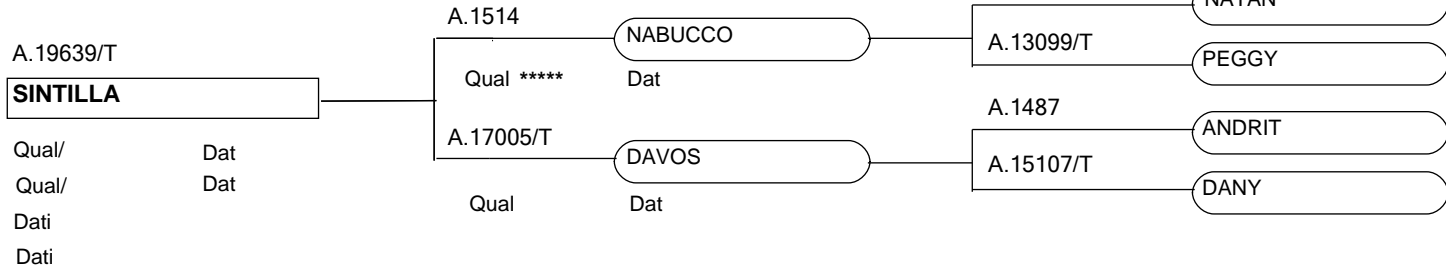 A.19639/T
SINTILLA
Qual/ Dat
Qual/ Dat
Dati
Dati
A.1514
NABUCCO
Qual ***** Dat
A.17005/T
DAVOS
Qual Dat
A.13099/T
PEGGY
A.1487
ANDRIT
A.15107/T
DANY